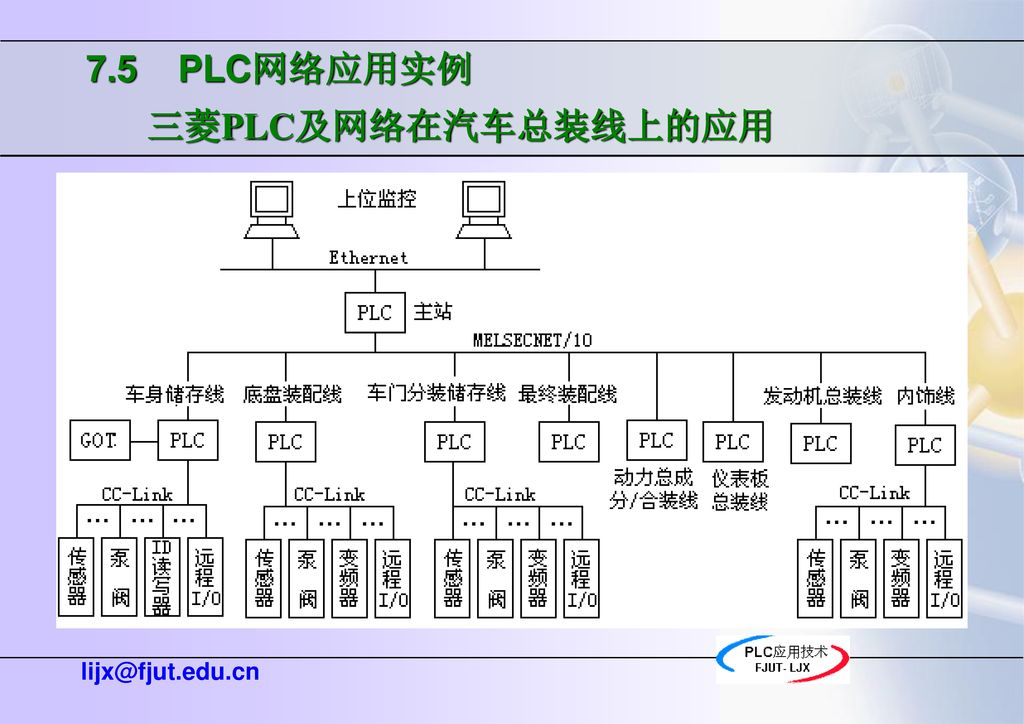 7.5 PLC网络应用实例
三菱PLC及网络在汽车总装线上的应用
上位监控
Ethernet
PLC 主站
MELSECNET/10
车身储存线 底盘装配线 车门分装储存线 最终装配线 发动机总装线 内饰线
GOT PLC PLC PLC PLC PLC PLC PLC PLC
动力总成 仪表板
分/合装线 总装线
CC-Link CC-Link CC-Link CC-Link
... ... ... ... ... ... ... ... ... ... ... ...
传感器 泵阀 ID读写器 远程I/O 传感器 泵阀 变频器 远程I/O 传感器 泵阀 变频器 远程I/O 传感器 泵阀 变频器 远程I/O
lijx@fjut.edu.cn
PLC应用技术
FJUT-LJX